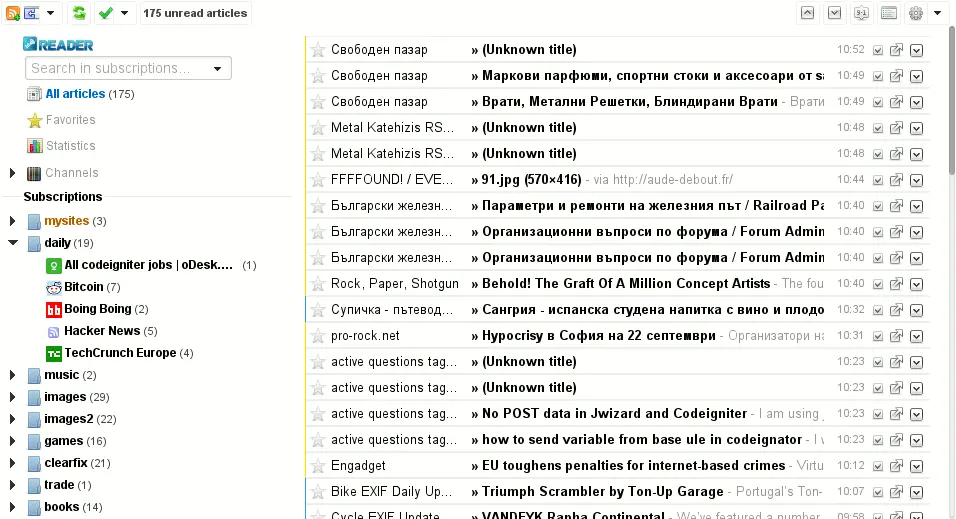 175 unread articles
READER
Search in subscriptions...
All articles (175)
Favorites
Statistics
Channels
Subscriptions
mysites (3)
daily (19)
All codeigniter jobs | oDesk.... (1)
Bitcoin (7)
Boing Boing (2)
Hacker News (5)
TechCrunch Europe (4)
music (2)
images (29)
images2 (22)
games (16)
clearfix (21)
trade (1)
books (14)
Свободен пазар » (Unknown title) 10:52
Свободен пазар » Маркови парфюми, спортни стоки и аксесоари от 10:49
Свободен пазар » Врати, Метални Решетки, Блиндирани Врати - Врати 10:49
Metal Katehizis RS... » (Unknown title) 10:48
Metal Katehizis RS... » (Unknown title) 10:48
FFFFOUND! / EVE... » 91.jpg (570×416) - via http://aude-debout.fr/ 10:44
Български железн... » Параметри и ремонти на железния път / Railroad Pa 10:40
Български железн... » Организационни въпроси по форума / Forum Admin 10:40
Български железн... » Организационни въпроси по форума / Forum Admin 10:40
Rock, Paper, Shotgun » Behold! The Graft Of A Million Concept Artists - The fou 10:40
Супичка - пътевод... » Сангрия - испанска студена напитка с вино и плодо 10:32
pro-rock.net » Hypocrisy в София на 22 септември - Организатори на 10:31
active questions tag... » (Unknown title) 10:23
active questions tag... » (Unknown title) 10:23
active questions tag... » No POST data in Jwizard and Codeigniter - I am using 10:23
active questions tag... » how to send variable from base ule in codeignator - I w 10:23
Engadget » EU toughens penalties for internet-based crimes - Virtu 10:12
Bike EXIF Daily Up... » Triumph Scrambler by Ton-Up Garage - Portugal's Ton- 10:07
Cycle EXIF Update » VANDEYK Rapha Continental - We've featured a number 09:58